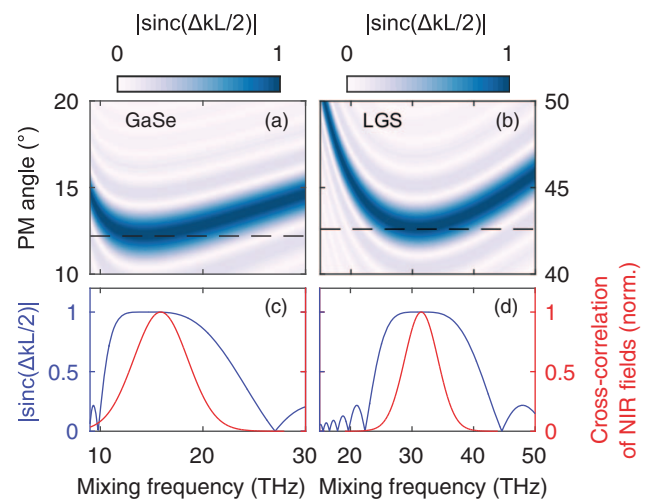 |sinc(ΔkL/2)| |sinc(ΔkL/2)|
0 1 0 1
20 GaSe (a) LGS (b) 50
PM angle (°)
15 45
10 40
|sinc(ΔkL/2)|
1 (c) (d) 1
0.5 0.5
0 0
Cross-correlation
of NIR fields (norm.)
10 20 30 20 30 40 50
Mixing frequency (THz) Mixing frequency (THz)